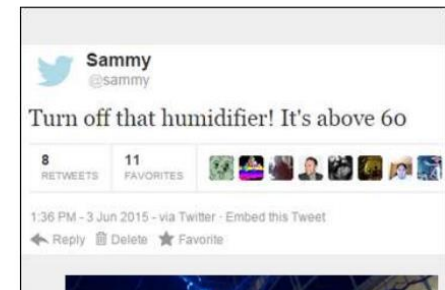 Sammy
@sammy
Turn off that humidifier! It's above 60
8 11
RETWEETS FAVORITES
1:36 PM - 3 Jun 2015 - via Twitter · Embed this Tweet
Reply Delete Favorite